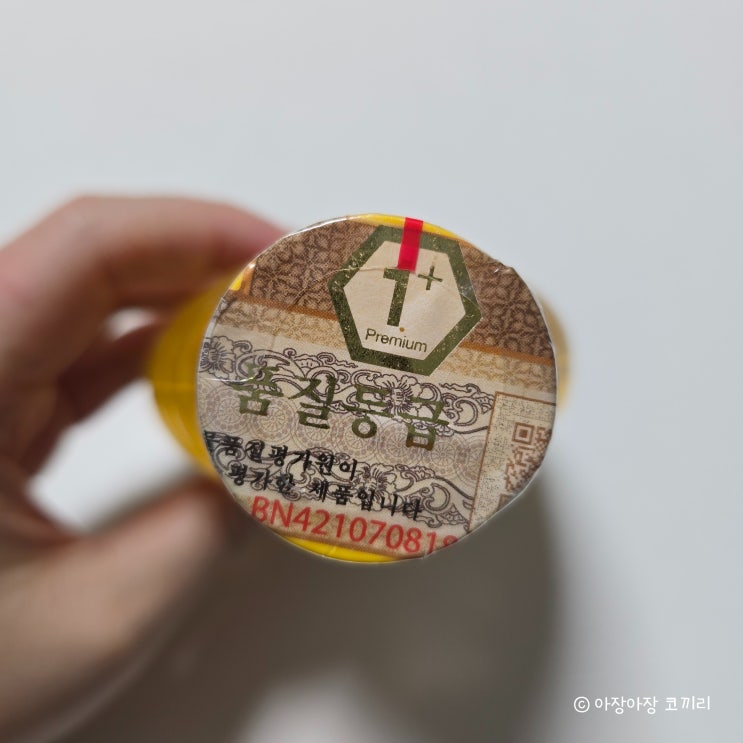 1+
Premium
품질등급
품질평가원이
평가한 제품입니다
BN42107081
© 아장아장 코끼리